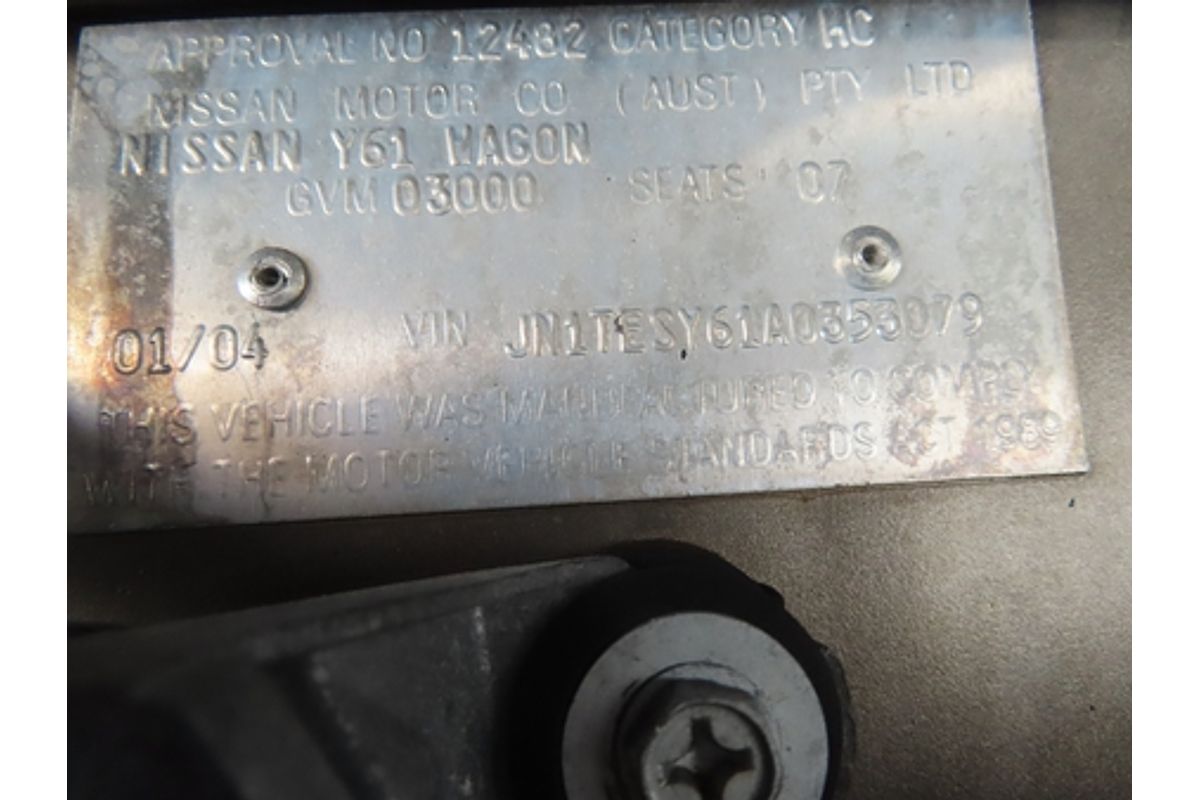 APPROVAL NO 12482 CATEGORY MC
NISSAN MOTOR CO (AUST) PTY LTD
NISSAN Y61 WAGON
GVM 03000 SEATS 07
01/04 VIN JN1TESY61A0353079
THIS VEHICLE WAS MANUFACTURED TO COMPLY
WITH THE MOTOR VEHICLE STANDARDS ACT 1989